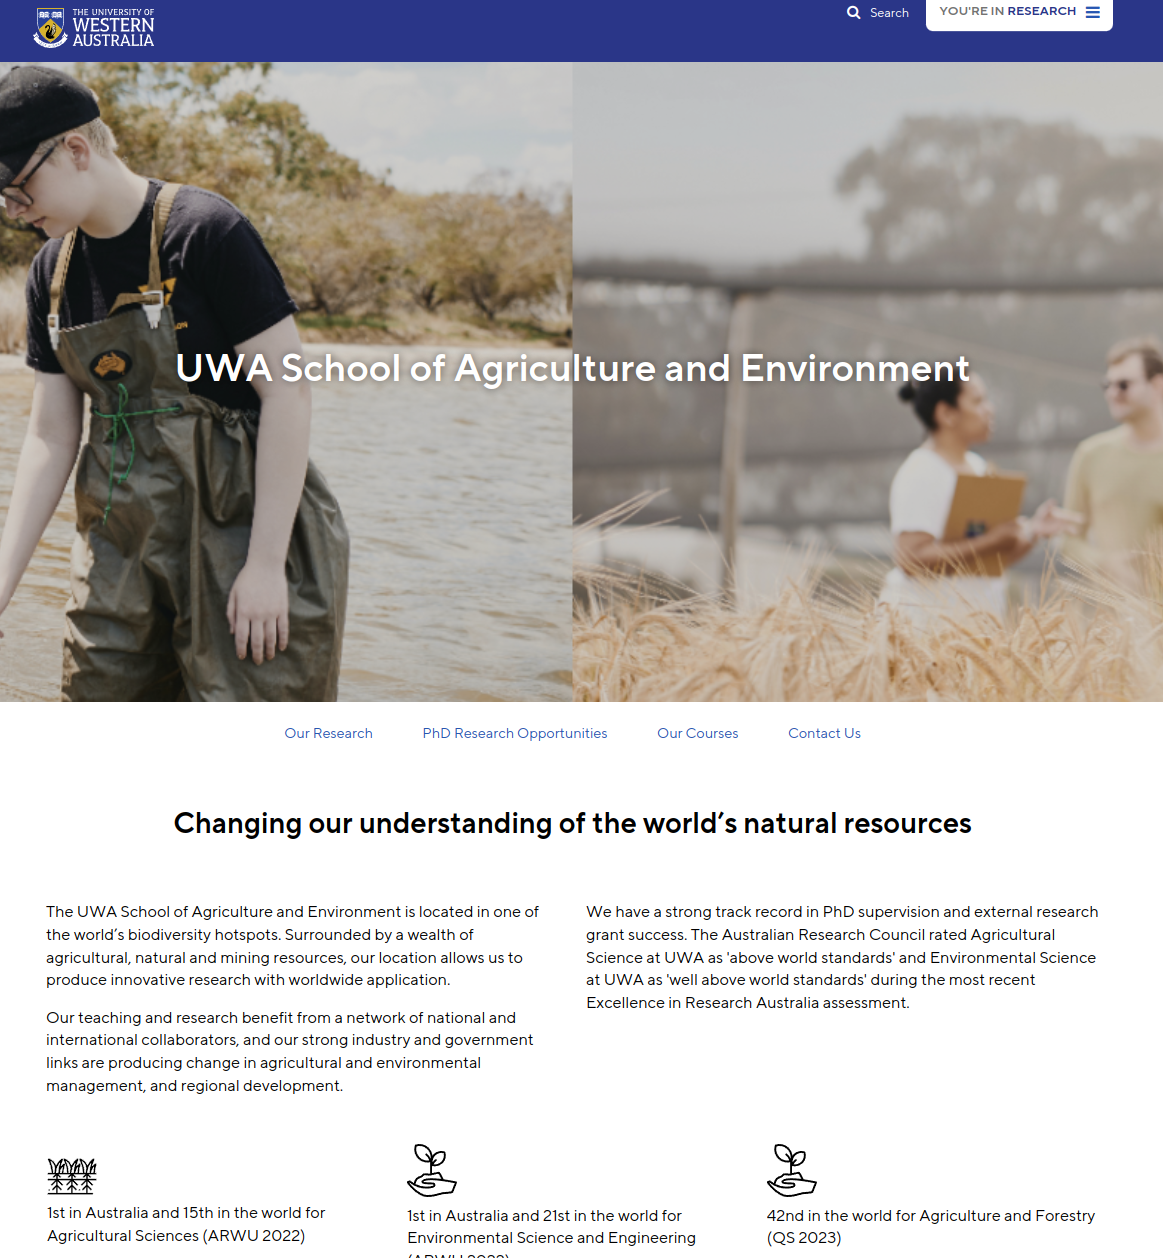 THE UNIVERSITY OF
WESTERN
AUSTRALIA
Search
YOU'RE IN RESEARCH
UWA School of Agriculture and Environment
Our Research
PhD Research Opportunities
Our Courses
Contact Us
Changing our understanding of the world’s natural resources
The UWA School of Agriculture and Environment is located in one of
the world’s biodiversity hotspots. Surrounded by a wealth of
agricultural, natural and mining resources, our location allows us to
produce innovative research with worldwide application.
Our teaching and research benefit from a network of national and
international collaborators, and our strong industry and government
links are producing change in agricultural and environmental
management, and regional development.
We have a strong track record in PhD supervision and external research
grant success. The Australian Research Council rated Agricultural
Science at UWA as 'above world standards' and Environmental Science
at UWA as 'well above world standards' during the most recent
Excellence in Research Australia assessment.
1st in Australia and 15th in the world for
Agricultural Sciences (ARWU 2022)
1st in Australia and 21st in the world for
Environmental Science and Engineering
42nd in the world for Agriculture and Forestry
(QS 2023)